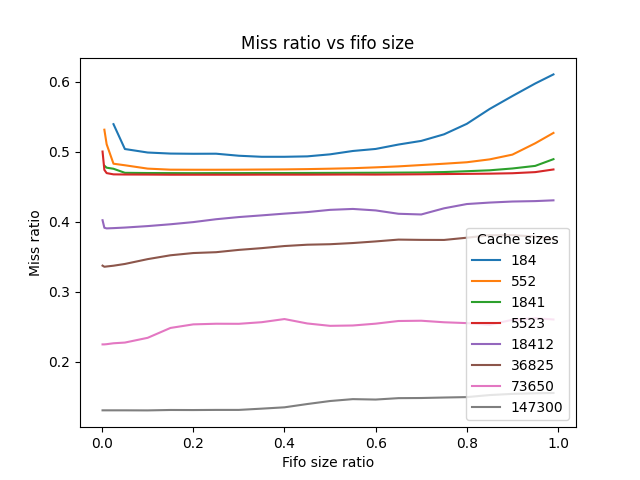 Miss ratio vs fifo size
Miss ratio
0.6
0.5
0.4
0.3
0.2
Cache sizes
184
552
1841
5523
18412
36825
73650
147300
0.0 0.2 0.4 0.6 0.8 1.0
Fifo size ratio